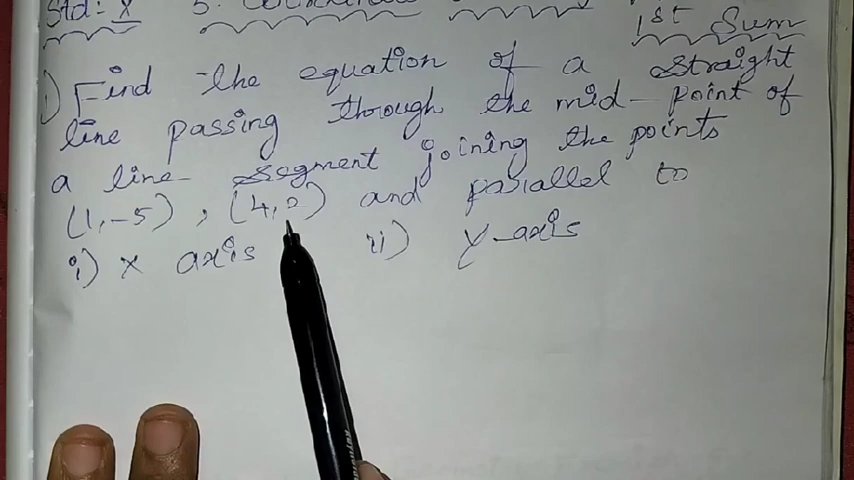 Std: X 5. 1st Sum
1) Find the equation of a straight
line passing through the mid-point of
a line segment joining the points
(1,-5), (4,2) and parallel to
i) X axis ii) Y-axis